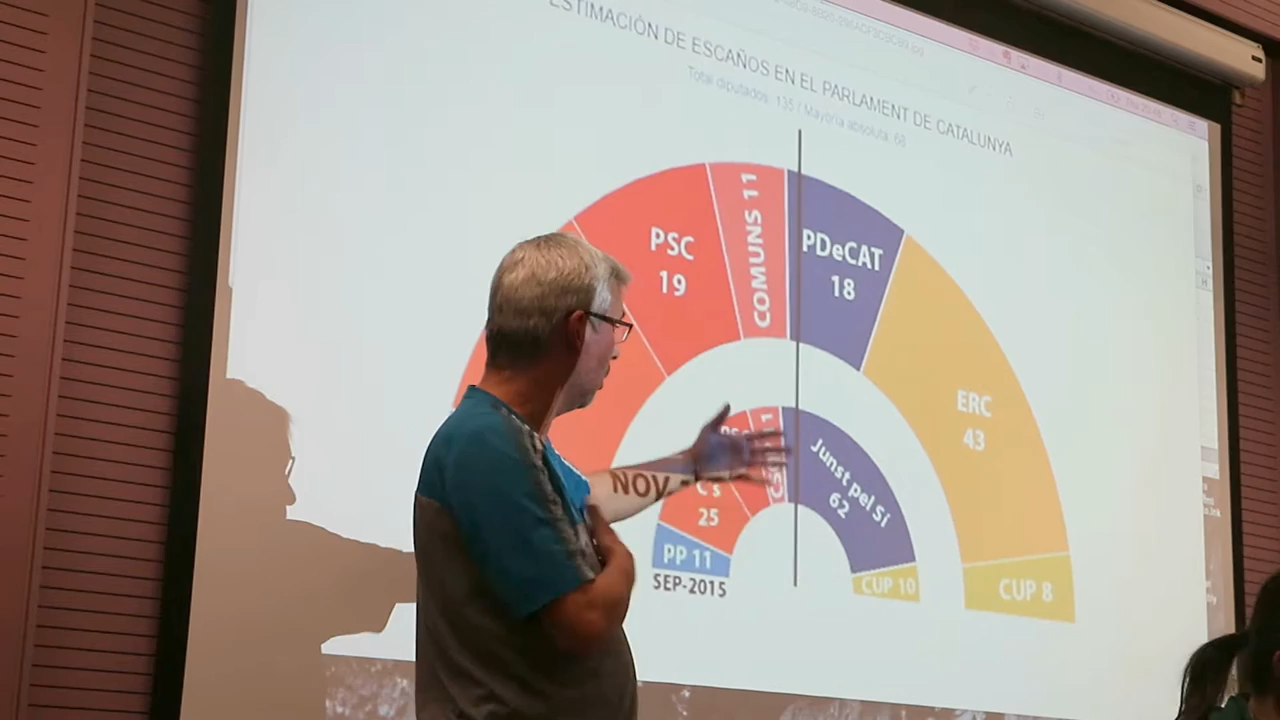 ESTIMACIÓN DE ESCAÑOS EN EL PARLAMENT DE CATALUNYA
Total diputados: 135 / Mayoría absoluta: 68
PSC
19
COMUNS 11
PDeCAT
18
ERC
43
CUP 8
NOV
C's
25
PP 11
SEP-2015
Junst pel Sí
62
CUP 10